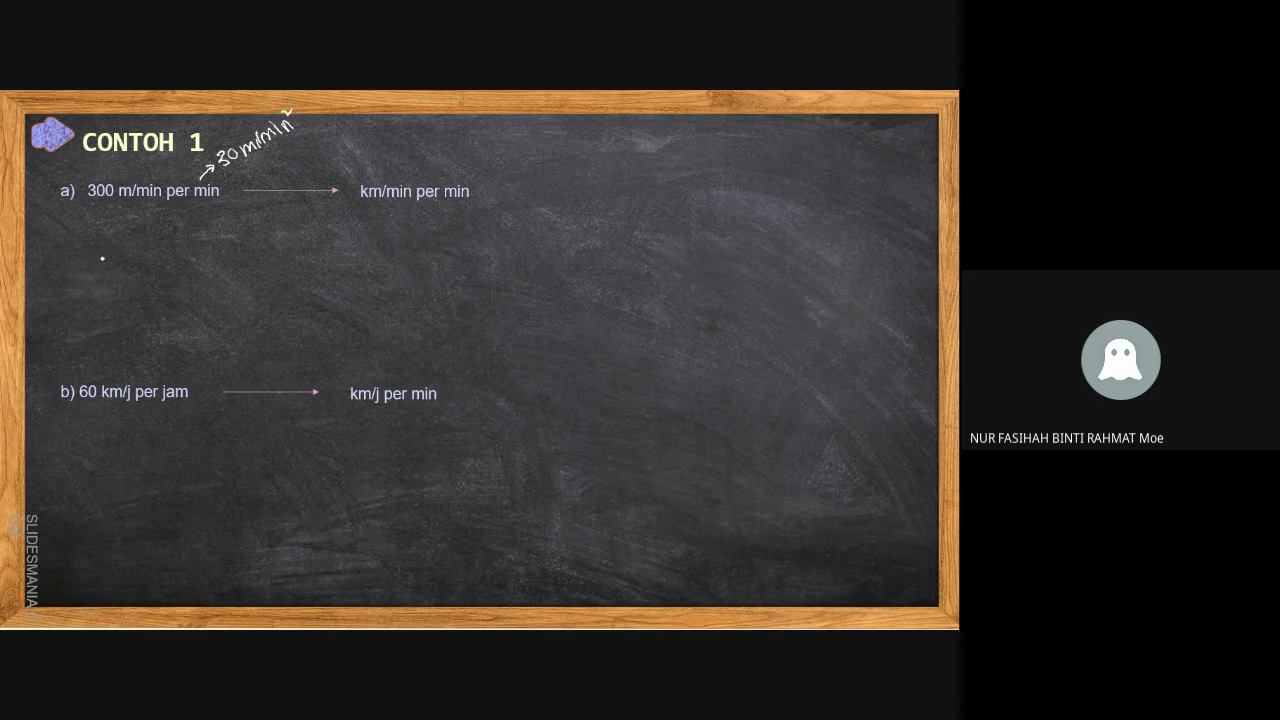 CONTOH 1
→ 30 m/min²
a) 300 m/min per min → km/min per min
b) 60 km/j per jam → km/j per min
SLIDESMANIA
NUR FASIHAH BINTI RAHMAT Moe